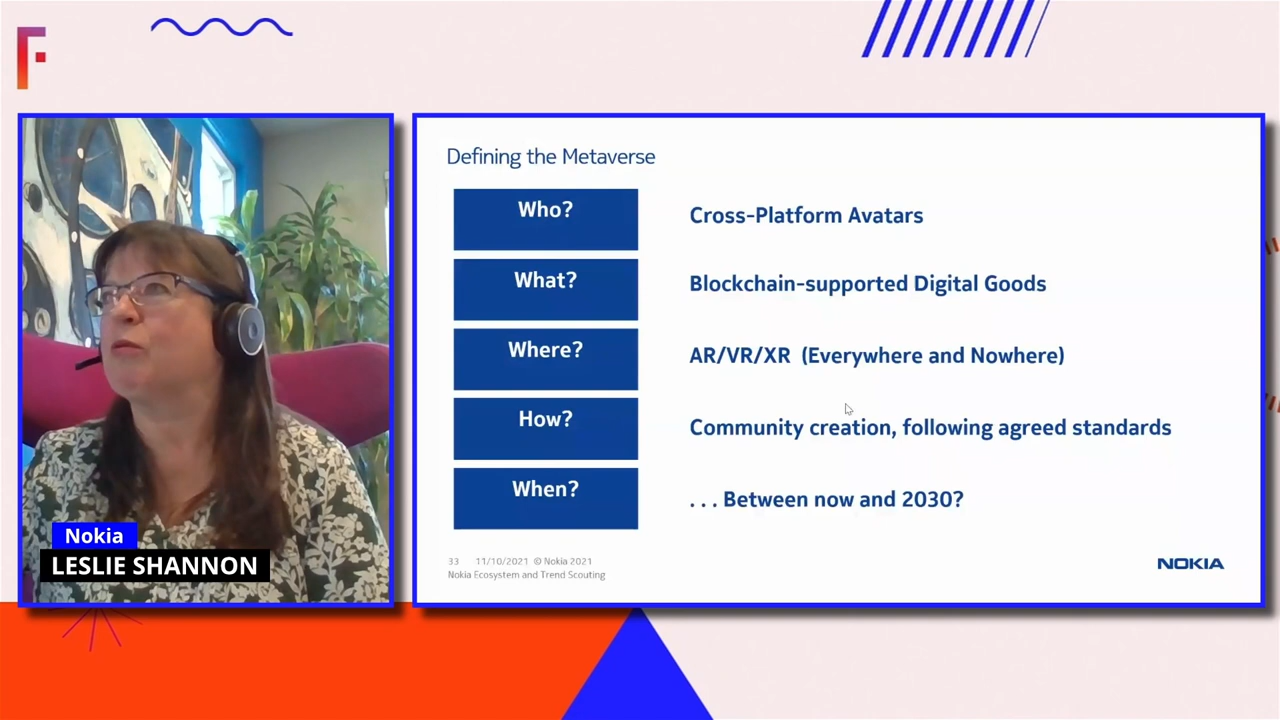 Defining the Metaverse
Who?
Cross-Platform Avatars
What?
Blockchain-supported Digital Goods
Where?
AR/VR/XR (Everywhere and Nowhere)
How?
Community creation, following agreed standards
When?
. . . Between now and 2030?
33 11/10/2021 © Nokia 2021
Nokia Ecosystem and Trend Scouting
NOKIA
Nokia
LESLIE SHANNON